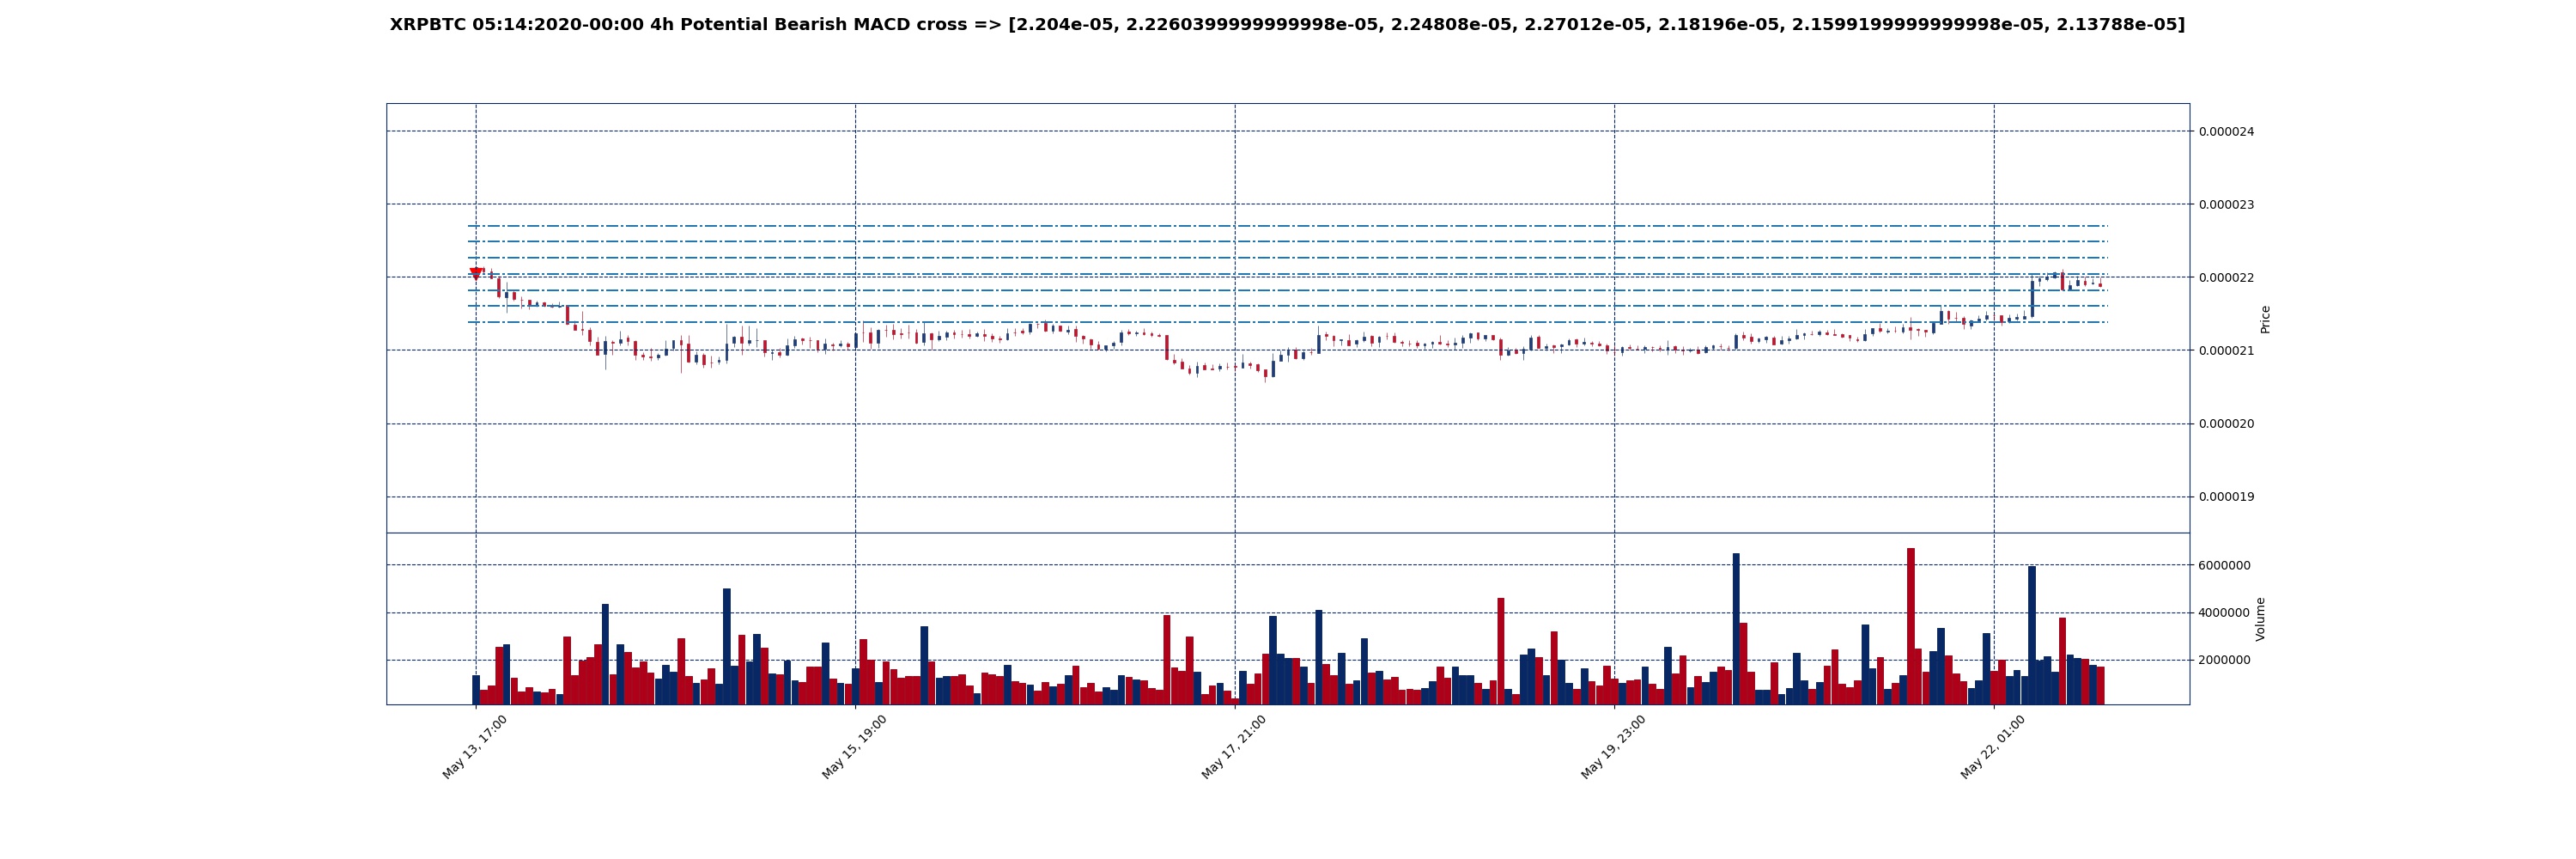 XRPBTC 05:14:2020-00:00 4h Potential Bearish MACD cross => [2.204e-05, 2.2260399999999998e-05, 2.24808e-05, 2.27012e-05, 2.18196e-05, 2.1599199999999998e-05, 2.13788e-05]
0.000024
0.000023
0.000022
0.000021
0.000020
0.000019
Price
6000000
4000000
2000000
Volume
May 13, 17:00
May 15, 19:00
May 17, 21:00
May 19, 23:00
May 22, 01:00